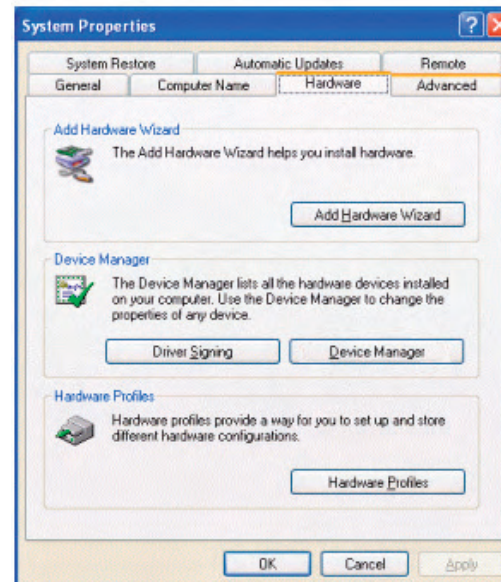 System Properties
System Restore Automatic Updates Remote
General Computer Name Hardware Advanced
Add Hardware Wizard
The Add Hardware Wizard helps you install hardware.
Add Hardware Wizard
Device Manager
The Device Manager lists all the hardware devices installed
on your computer. Use the Device Manager to change the
properties of any device.
Driver Signing Device Manager
Hardware Profiles
Hardware profiles provide a way for you to set up and store
different hardware configurations.
Hardware Profiles
OK Cancel Apply